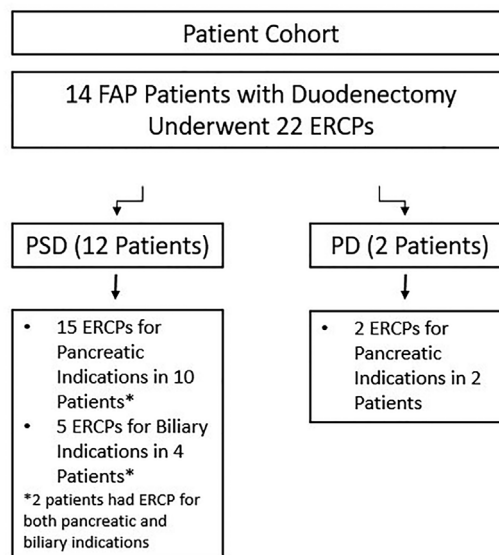 Patient Cohort
14 FAP Patients with Duodenectomy
Underwent 22 ERCPs
PSD (12 Patients)
PD (2 Patients)
• 15 ERCPs for
Pancreatic
Indications in 10
Patients*
• 5 ERCPs for Biliary
Indications in 4
Patients*
*2 patients had ERCP for
both pancreatic and
biliary indications
• 2 ERCPs for
Pancreatic
Indications in 2
Patients